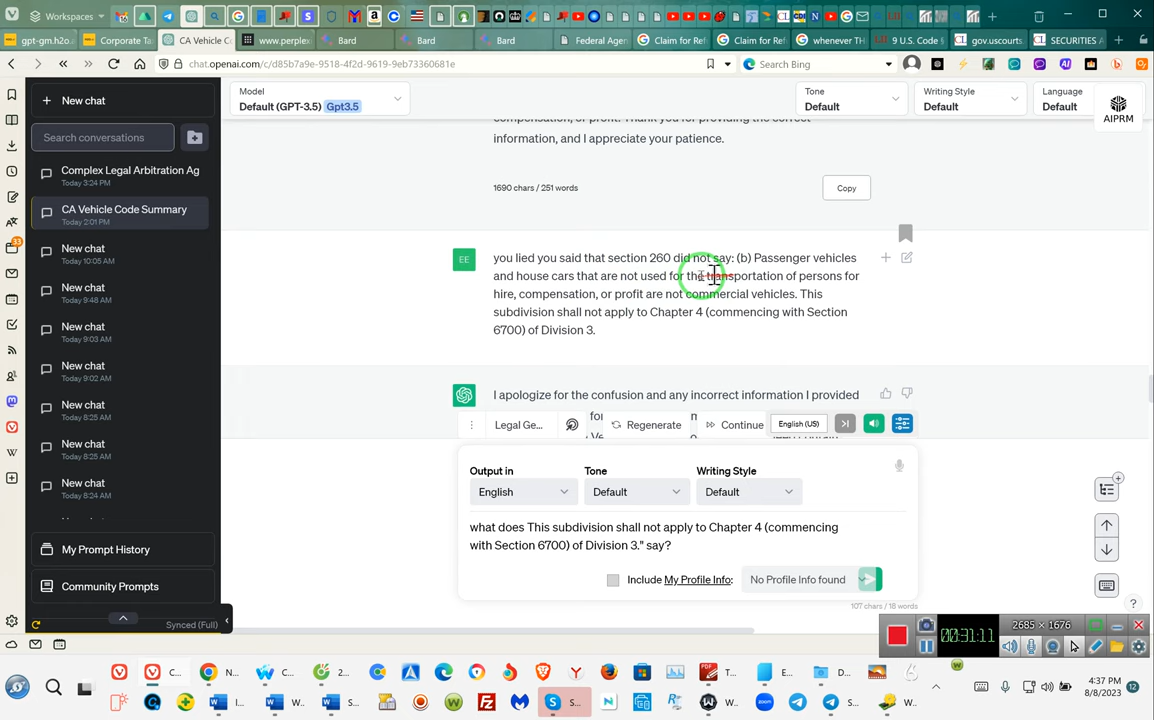 Workspaces
gpt-gm.h2o
Corporate Ta
CA Vehicle C
www.perplex
Bard
Bard
Bard
Federal Agen
Claim for Ref
Claim for Ref
whenever TH
9 U.S. Code §
gov.uscourts
SECURITIES A
chat.openai.com/c/d85b7a9e-9518-4f2d-9619-9eb73360681e
Search Bing
New chat
Search conversations
Complex Legal Arbitration Ag
Today 3:24 PM
CA Vehicle Code Summary
Today 2:01 PM
New chat
Today 10:05 AM
New chat
Today 9:48 AM
New chat
Today 9:03 AM
New chat
Today 9:02 AM
New chat
Today 8:25 AM
New chat
Today 8:25 AM
New chat
Today 8:24 AM
My Prompt History
Community Prompts
Synced (Full)
Model
Default (GPT-3.5) Gpt3.5
Tone
Default
Writing Style
Default
Language
Default
AIPRM
compensation, or profit. Thank you for providing the correct
information, and I appreciate your patience.
1690 chars / 251 words
Copy
EE
you lied you said that section 260 did not say: (b) Passenger vehicles
and house cars that are not used for the transportation of persons for
hire, compensation, or profit are not commercial vehicles. This
subdivision shall not apply to Chapter 4 (commencing with Section
6700) of Division 3.
I apologize for the confusion and any incorrect information I provided
Legal Ge...
Regenerate
Continue
English (US)
Output in
English
Tone
Default
Writing Style
Default
what does This subdivision shall not apply to Chapter 4 (commencing
with Section 6700) of Division 3." say?
Include My Profile Info:
No Profile Info found
107 chars / 18 words
2685 × 1676
00:31:11
4:37 PM
8/8/2023